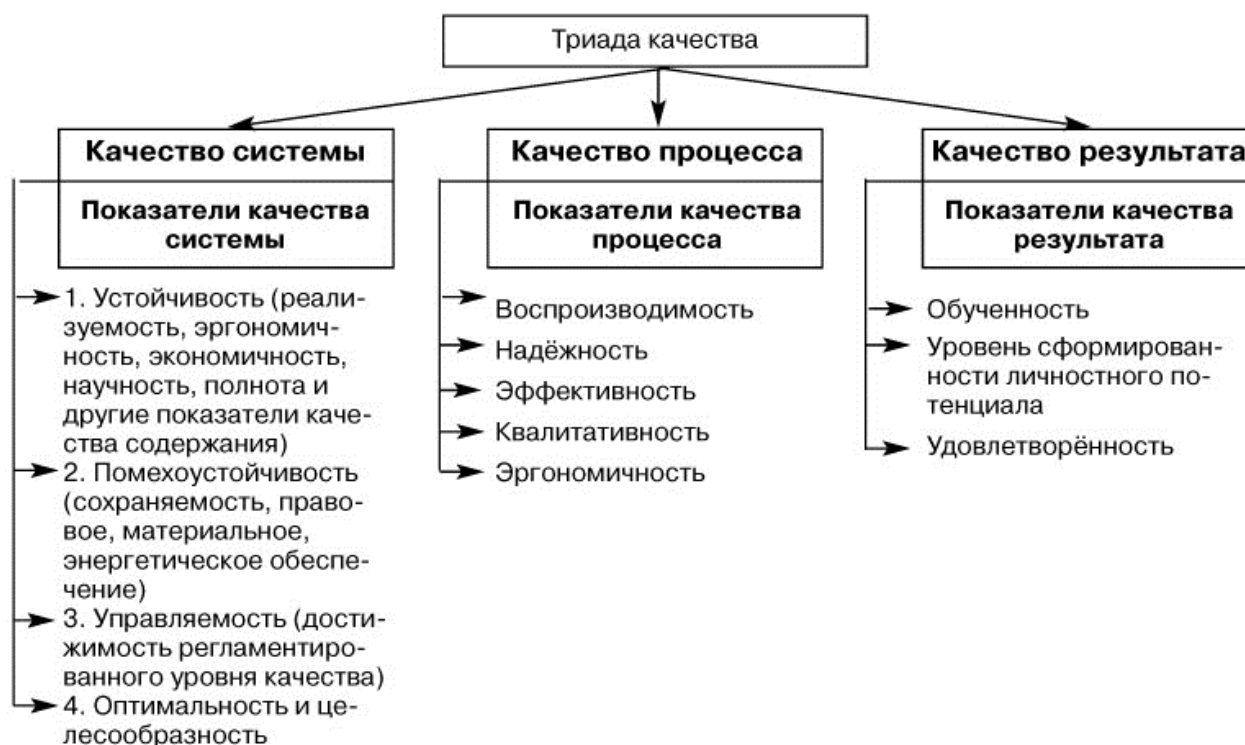 Триада качества
Качество системы
Показатели качества
системы
1. Устойчивость (реали-
зуемость, эргономич-
ность, экономичность,
научность, полнота и
другие показатели каче-
ства содержания)
2. Помехоустойчивость
(сохраняемость, право-
вое, материальное,
энергетическое обеспе-
чение)
3. Управляемость (дости-
жимость регламентиро-
ванного уровня качества)
4. Оптимальность и це-
лесообразность
Качество процесса
Показатели качества
процесса
Воспроизводимость
Надёжность
Эффективность
Квалитативность
Эргономичность
Качество результата
Показатели качества
результата
Обученность
Уровень сформирован-
ности личностного по-
тенциала
Удовлетворённость